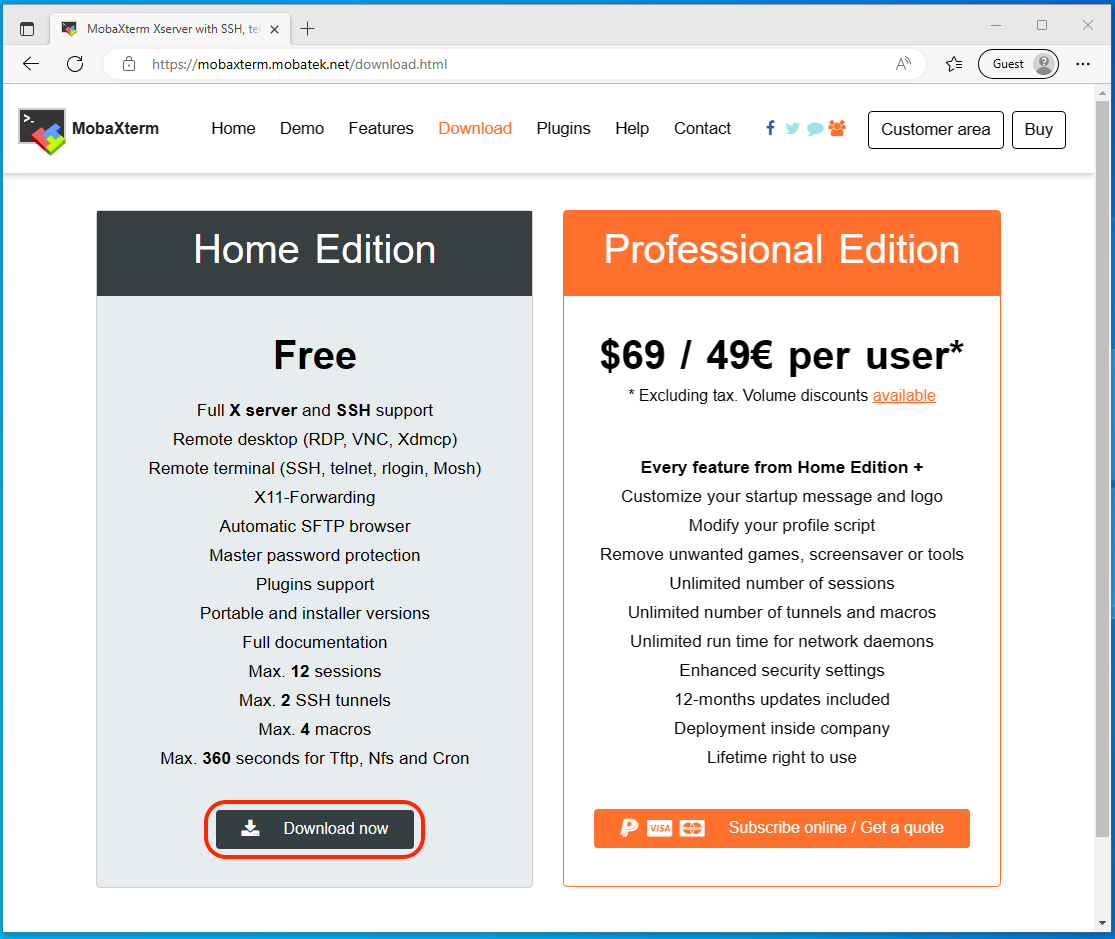 MobaXterm Xserver with SSH, tel
https://mobaxterm.mobatek.net/download.html
Guest
MobaXterm
Home Demo Features Download Plugins Help Contact
Customer area
Buy
Home Edition
Free
Full X server and SSH support
Remote desktop (RDP, VNC, Xdmcp)
Remote terminal (SSH, telnet, rlogin, Mosh)
X11-Forwarding
Automatic SFTP browser
Master password protection
Plugins support
Portable and installer versions
Full documentation
Max. 12 sessions
Max. 2 SSH tunnels
Max. 4 macros
Max. 360 seconds for Tftp, Nfs and Cron
Download now
Professional Edition
$69 / 49€ per user*
* Excluding tax. Volume discounts available
Every feature from Home Edition +
Customize your startup message and logo
Modify your profile script
Remove unwanted games, screensaver or tools
Unlimited number of sessions
Unlimited number of tunnels and macros
Unlimited run time for network daemons
Enhanced security settings
12-months updates included
Deployment inside company
Lifetime right to use
VISA
Subscribe online / Get a quote